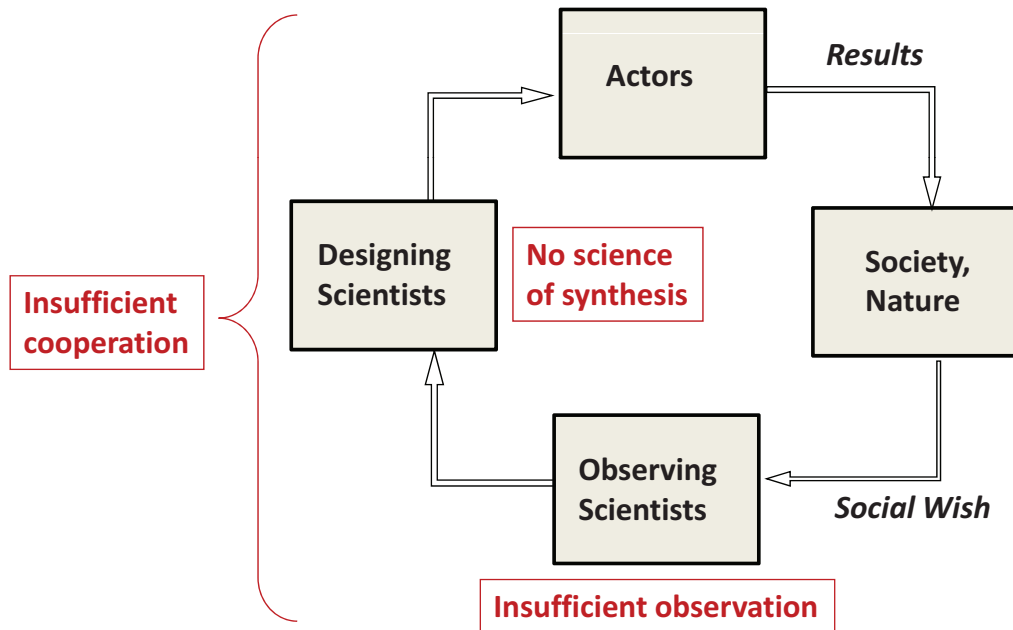 Actors
Results
Designing
Scientists
No science
of synthesis
Society,
Nature
Insufficient
cooperation
Observing
Scientists
Social Wish
Insufficient observation